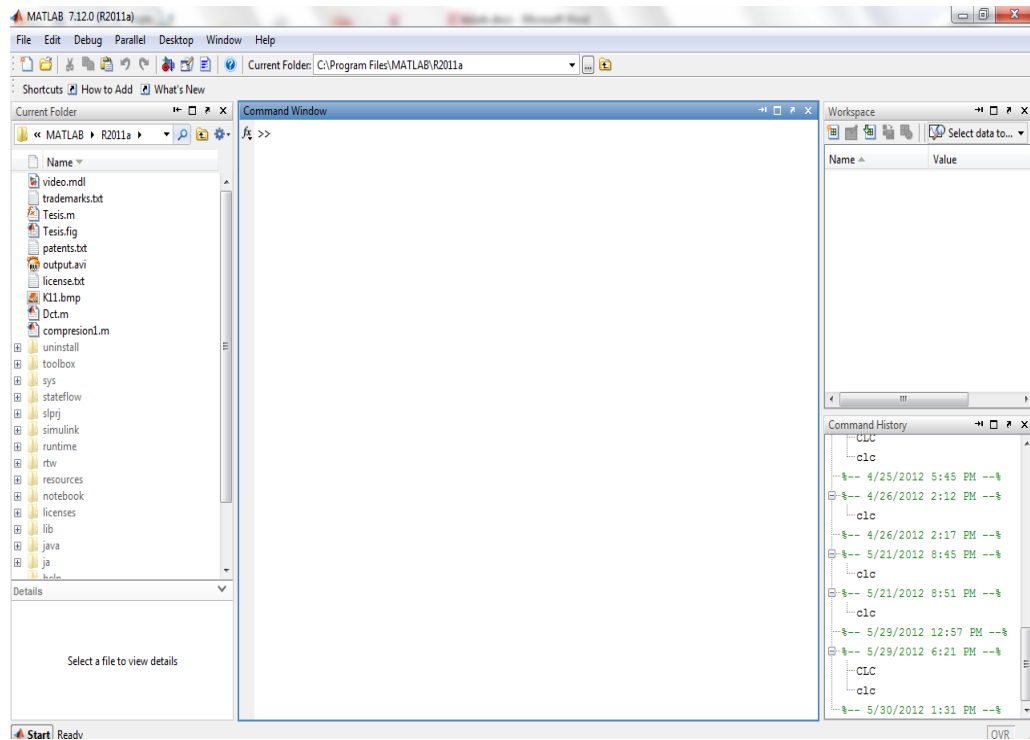 MATLAB 7.12.0 (R2011a)
File Edit Debug Parallel Desktop Window Help
Current Folder: C:\Program Files\MATLAB\R2011a
Shortcuts How to Add What's New
Current Folder
« MATLAB ▸ R2011a ▸
Name
video.mdl
trademarks.txt
Tesis.m
Tesis.fig
patents.txt
output.avi
license.txt
K11.bmp
Dct.m
compresion1.m
uninstall
toolbox
sys
stateflow
slprj
simulink
runtime
rtw
resources
notebook
licenses
lib
java
ja
help
Details
Select a file to view details
Command Window
fx >>
Workspace
Select data to...
Name Value
Command History
CLC
clc
%-- 4/25/2012 5:45 PM --%
%-- 4/26/2012 2:12 PM --%
clc
%-- 4/26/2012 2:17 PM --%
%-- 5/21/2012 8:45 PM --%
clc
%-- 5/21/2012 8:51 PM --%
clc
%-- 5/29/2012 12:57 PM --%
%-- 5/29/2012 6:21 PM --%
CLC
clc
%-- 5/30/2012 1:31 PM --%
Start Ready
OVR